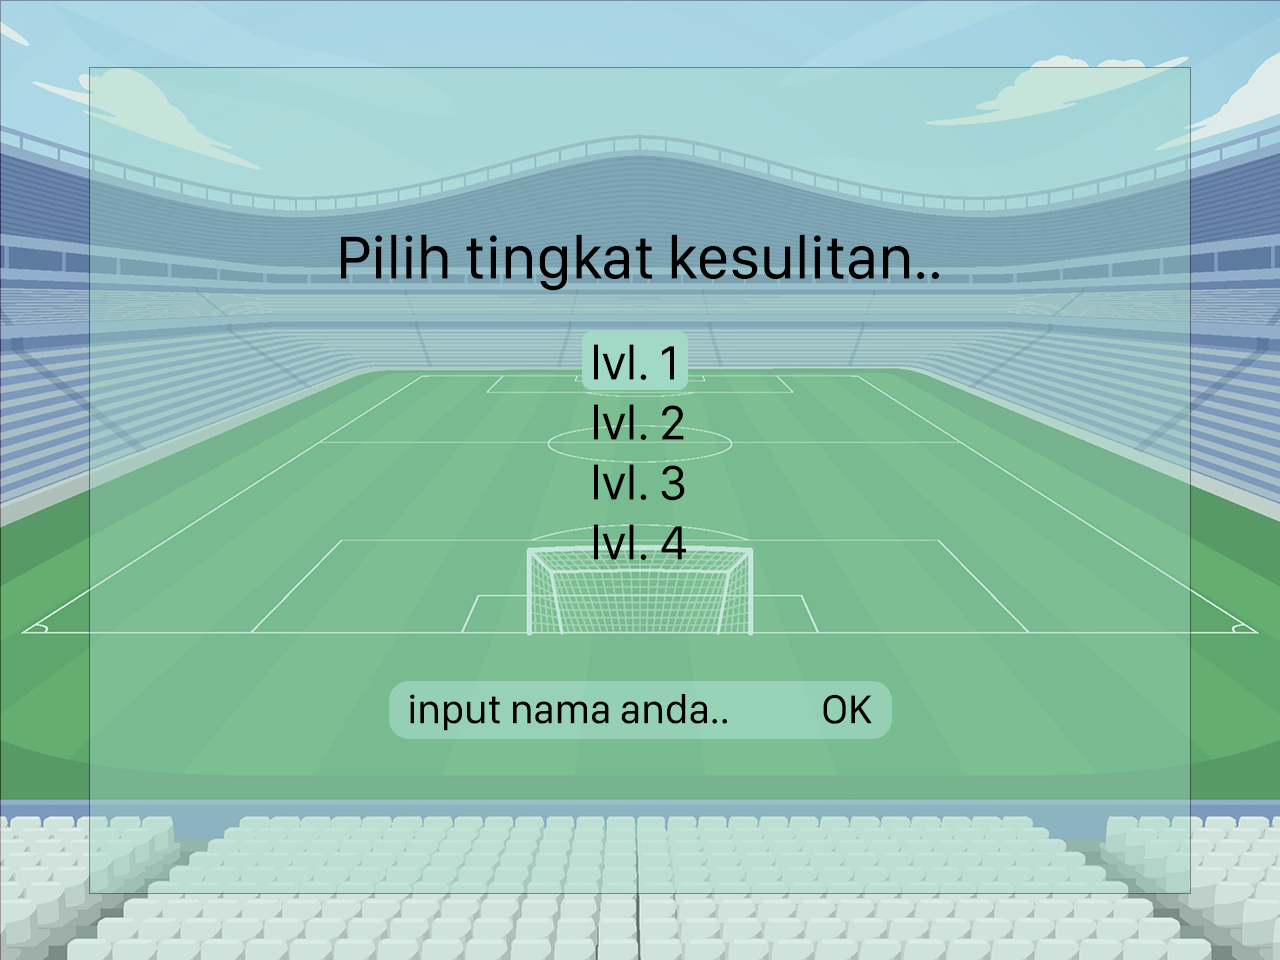 Pilih tingkat kesulitan..
lvl. 1
lvl. 2
lvl. 3
lvl. 4
input nama anda.. OK